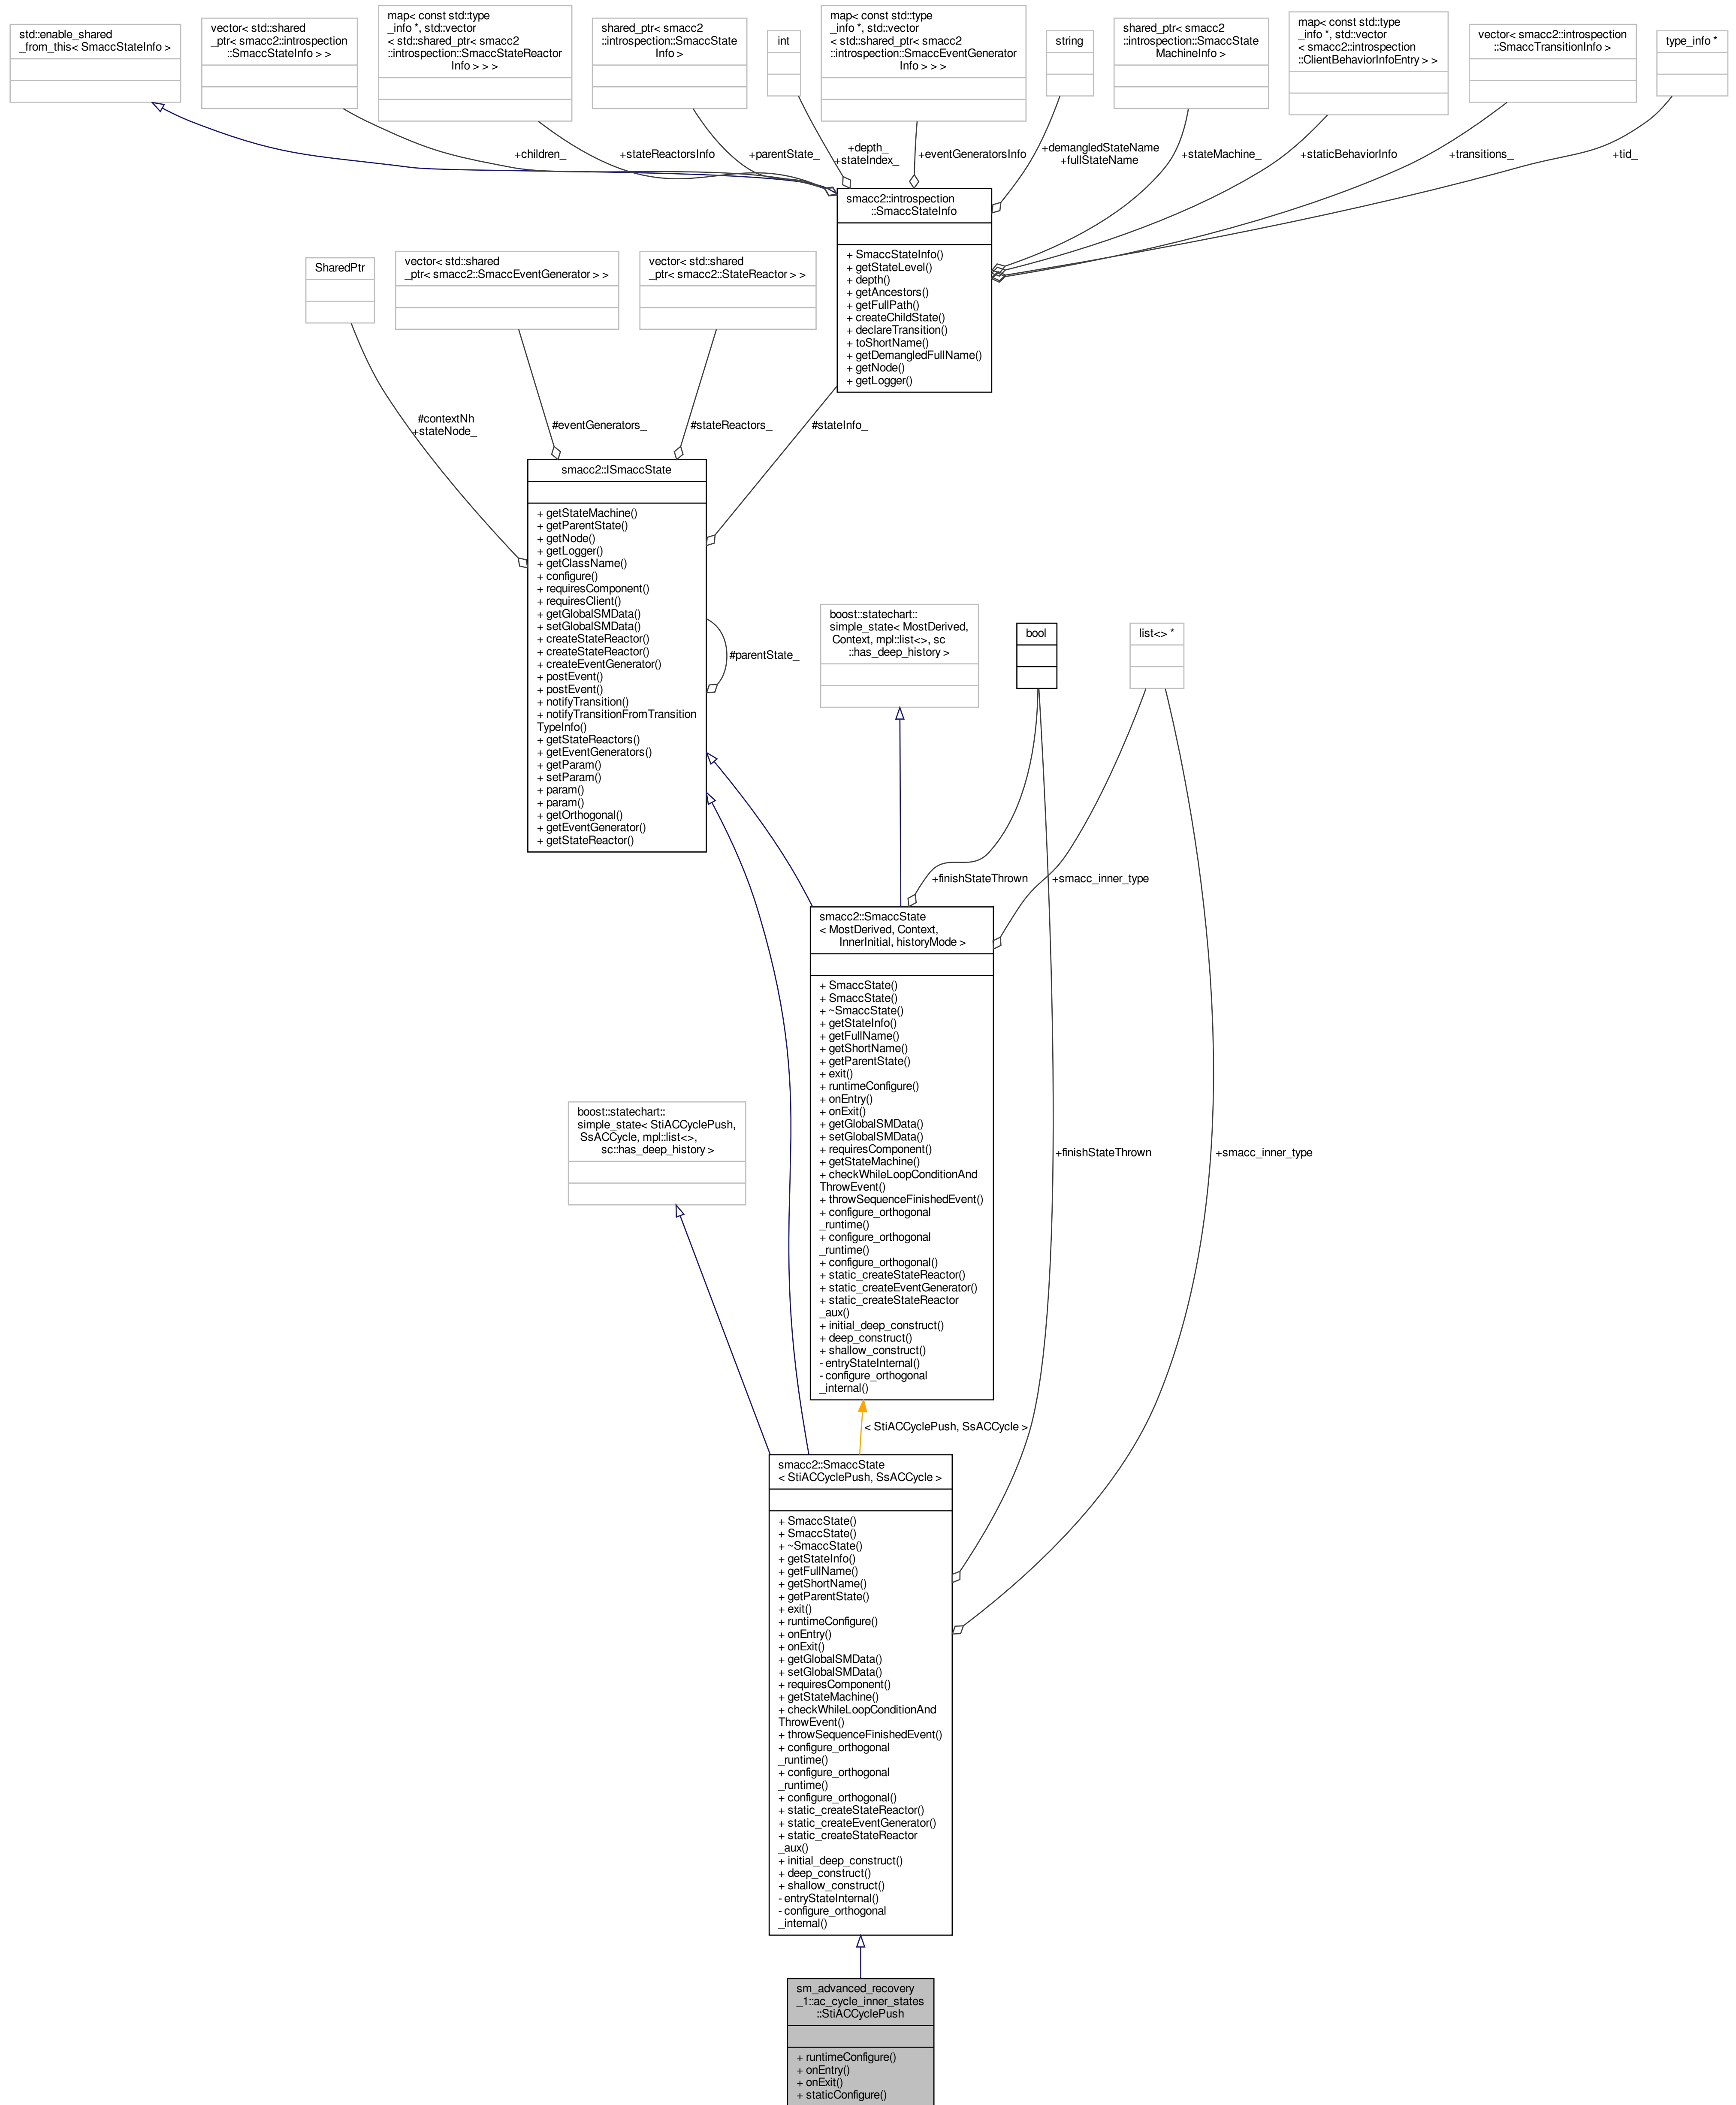 std::enable_shared
_from_this< SmaccStateInfo >
vector< std::shared
_ptr< smacc2::introspection
::SmaccStateInfo > >
map< const std::type
_info *, std::vector
< std::shared_ptr< smacc2
::introspection::SmaccStateReactor
Info > > >
shared_ptr< smacc2
::introspection::SmaccState
Info >
int
map< const std::type
_info *, std::vector
< std::shared_ptr< smacc2
::introspection::SmaccEventGenerator
Info > > >
string
shared_ptr< smacc2
::introspection::SmaccState
MachineInfo >
map< const std::type
_info *, std::vector
< smacc2::introspection
::ClientBehaviorInfoEntry > >
vector< smacc2::introspection
::SmaccTransitionInfo >
type_info *
+children_
+stateReactorsInfo
+parentState_
+depth_
+stateIndex_
+eventGeneratorsInfo
+demangledStateName
+fullStateName
+stateMachine_
+staticBehaviorInfo
+transitions_
+tid_
smacc2::introspection
::SmaccStateInfo
+ SmaccStateInfo()
+ getStateLevel()
+ depth()
+ getAncestors()
+ getFullPath()
+ createChildState()
+ declareTransition()
+ toShortName()
+ getDemangledFullName()
+ getNode()
+ getLogger()
SharedPtr
vector< std::shared
_ptr< smacc2::SmaccEventGenerator > >
vector< std::shared
_ptr< smacc2::StateReactor > >
#contextNh
+stateNode_
#eventGenerators_
#stateReactors_
#stateInfo_
smacc2::ISmaccState
+ getStateMachine()
+ getParentState()
+ getNode()
+ getLogger()
+ getClassName()
+ configure()
+ requiresComponent()
+ requiresClient()
+ getGlobalSMData()
+ setGlobalSMData()
+ createStateReactor()
+ createStateReactor()
+ createEventGenerator()
+ postEvent()
+ postEvent()
+ notifyTransition()
+ notifyTransitionFromTransition
TypeInfo()
+ getStateReactors()
+ getEventGenerators()
+ getParam()
+ setParam()
+ param()
+ param()
+ getOrthogonal()
+ getEventGenerator()
+ getStateReactor()
#parentState_
boost::statechart::
simple_state< MostDerived,
Context, mpl::list<>, sc
::has_deep_history >
bool
list<> *
+finishStateThrown
+smacc_inner_type
smacc2::SmaccState
< MostDerived, Context,
InnerInitial, historyMode >
+ SmaccState()
+ SmaccState()
+ ~SmaccState()
+ getStateInfo()
+ getFullName()
+ getShortName()
+ getParentState()
+ exit()
+ runtimeConfigure()
+ onEntry()
+ onExit()
+ getGlobalSMData()
+ setGlobalSMData()
+ requiresComponent()
+ getStateMachine()
+ checkWhileLoopConditionAnd
ThrowEvent()
+ throwSequenceFinishedEvent()
+ configure_orthogonal
_runtime()
+ configure_orthogonal
_runtime()
+ configure_orthogonal()
+ static_createStateReactor()
+ static_createEventGenerator()
+ static_createStateReactor
_aux()
+ initial_deep_construct()
+ deep_construct()
+ shallow_construct()
- entryStateInternal()
- configure_orthogonal
_internal()
boost::statechart::
simple_state< StiACCyclePush,
SsACCycle, mpl::list<>,
sc::has_deep_history >
+finishStateThrown
+smacc_inner_type
< StiACCyclePush, SsACCycle >
smacc2::SmaccState
< StiACCyclePush, SsACCycle >
+ SmaccState()
+ SmaccState()
+ ~SmaccState()
+ getStateInfo()
+ getFullName()
+ getShortName()
+ getParentState()
+ exit()
+ runtimeConfigure()
+ onEntry()
+ onExit()
+ getGlobalSMData()
+ setGlobalSMData()
+ requiresComponent()
+ getStateMachine()
+ checkWhileLoopConditionAnd
ThrowEvent()
+ throwSequenceFinishedEvent()
+ configure_orthogonal
_runtime()
+ configure_orthogonal
_runtime()
+ configure_orthogonal()
+ static_createStateReactor()
+ static_createEventGenerator()
+ static_createStateReactor
_aux()
+ initial_deep_construct()
+ deep_construct()
+ shallow_construct()
- entryStateInternal()
- configure_orthogonal
_internal()
sm_advanced_recovery
_1::ac_cycle_inner_states
::StiACCyclePush
+ runtimeConfigure()
+ onEntry()
+ onExit()
+ staticConfigure()